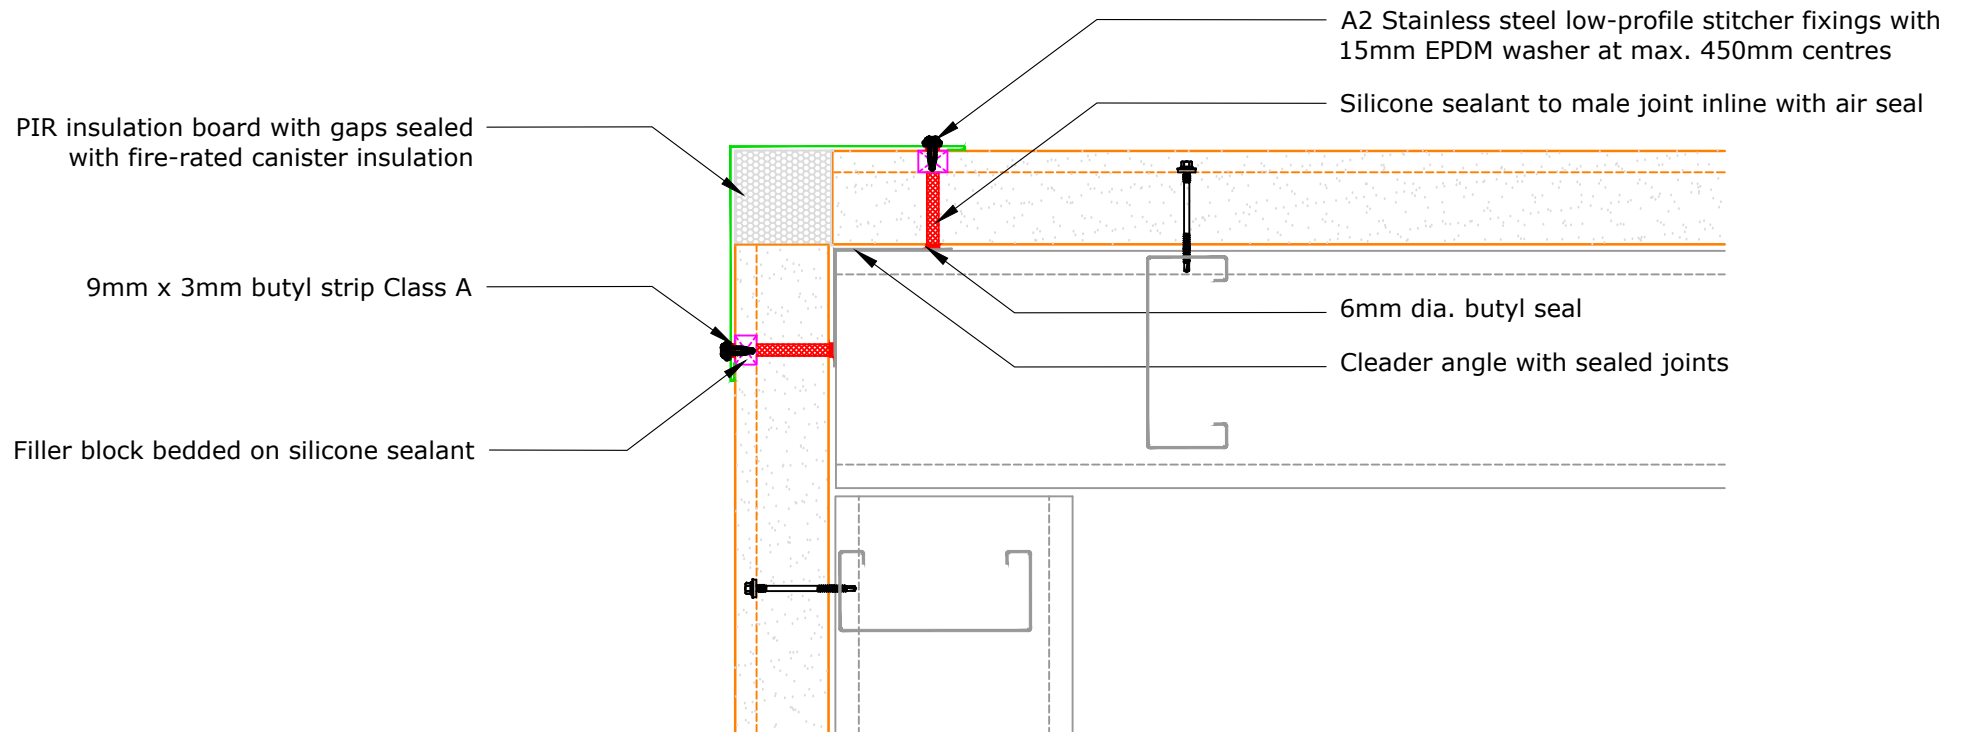 A2 Stainless steel low-profile stitcher fixings with
15mm EPDM washer at max. 450mm centres
Silicone sealant to male joint inline with air seal
PIR insulation board with gaps sealed
with fire-rated canister insulation
9mm x 3mm butyl strip Class A
6mm dia. butyl seal
Cleader angle with sealed joints
Filler block bedded on silicone sealant